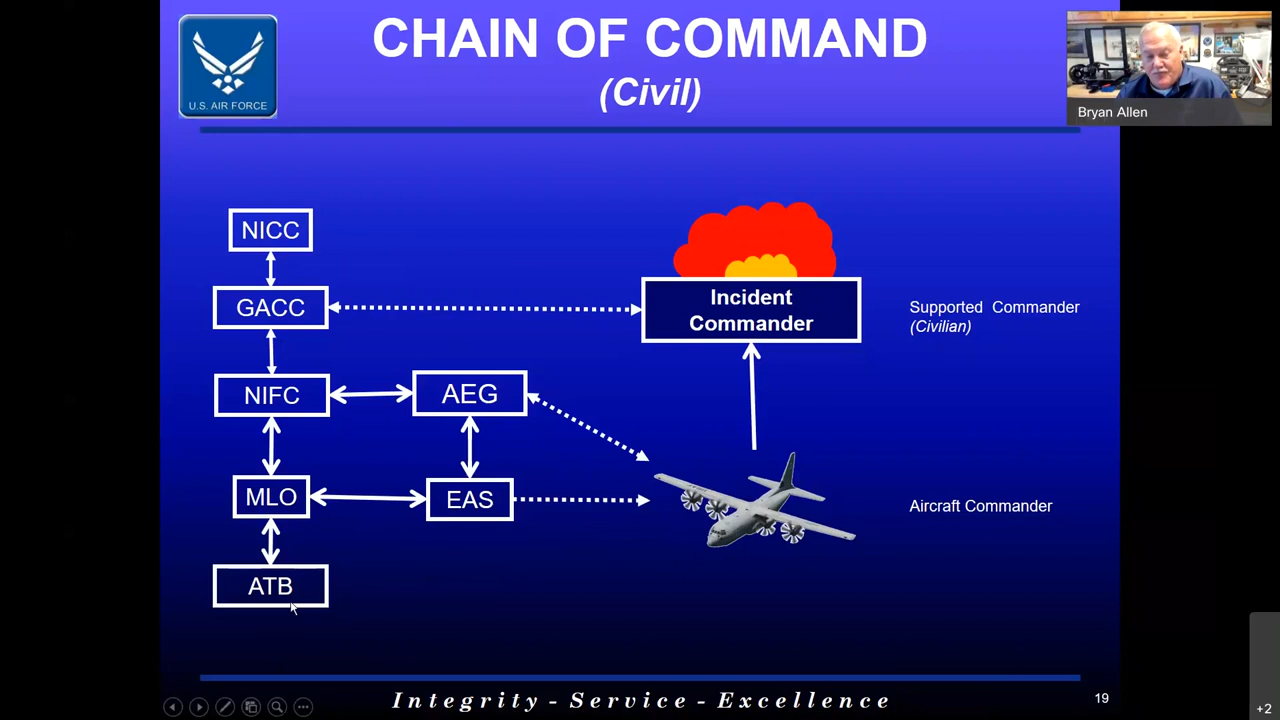 CHAIN OF COMMAND
(Civil)
U.S. AIR FORCE
Bryan Allen
NICC
GACC
Incident
Commander
Supported Commander
(Civilian)
NIFC
AEG
MLO
EAS
Aircraft Commander
ATB
Integrity - Service - Excellence
19
+2